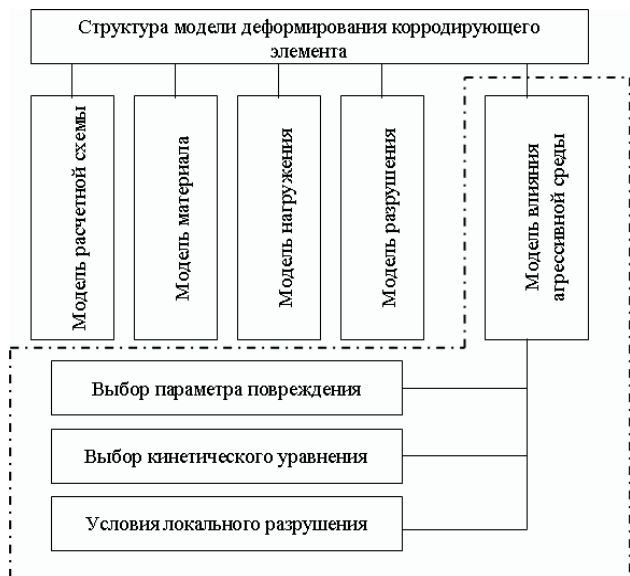 Структура модели деформирования корродирующего
элемента
Модель расчетной схемы
Модель материала
Модель нагружения
Модель разрушения
Модель влияния
агрессивной среды
Выбор параметра повреждения
Выбор кинетического уравнения
Условия локального разрушения